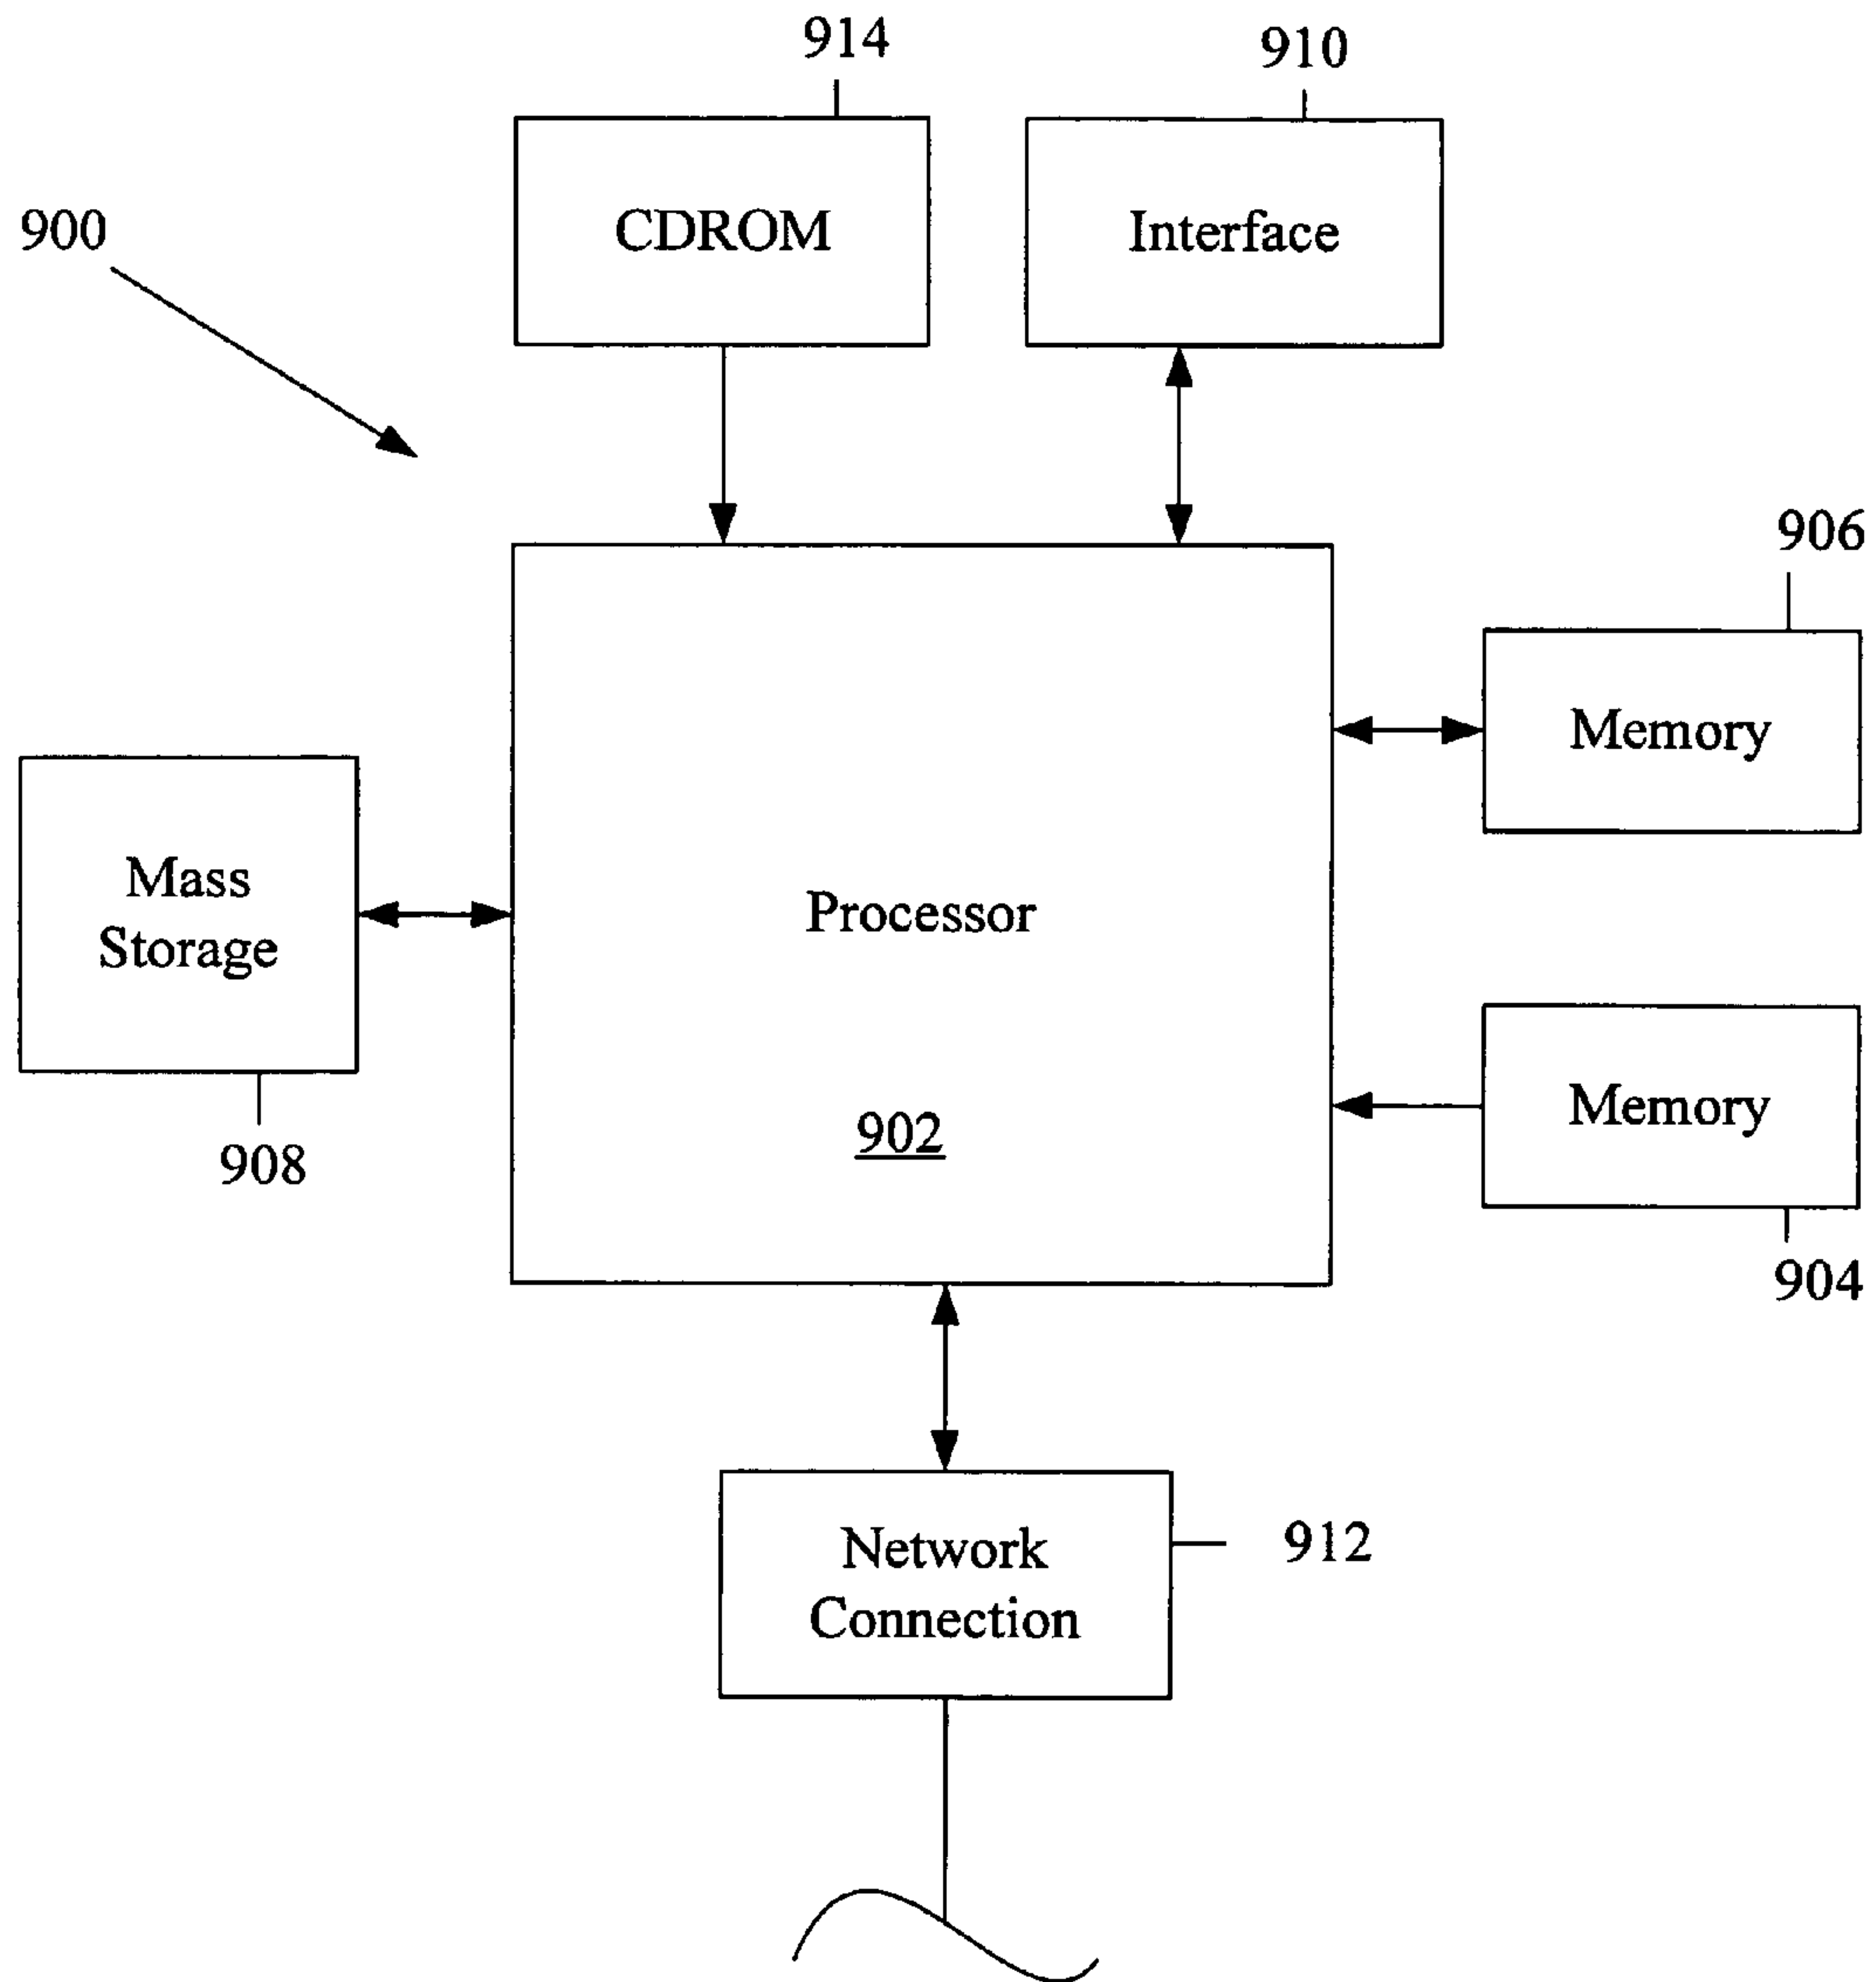 914
910
900
CDROM
Interface
906
Memory
Mass
Storage
Processor
908
902
Memory
904
Network
Connection
912